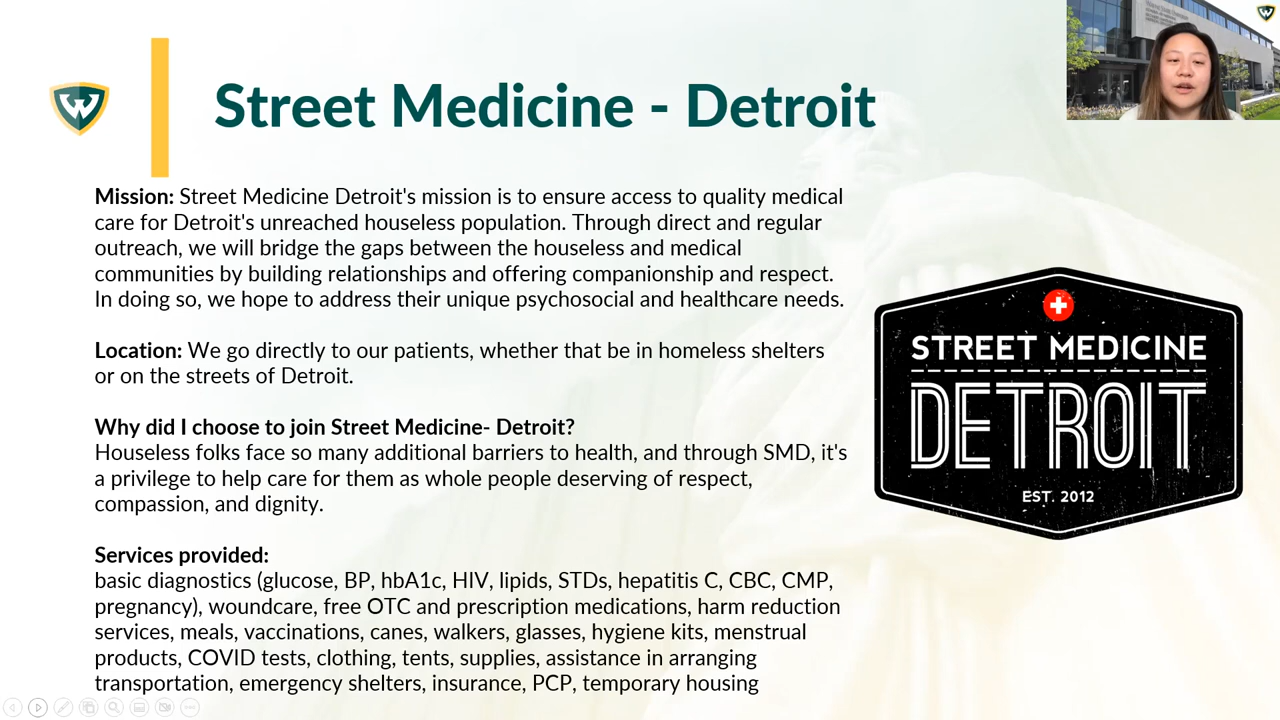 Street Medicine - Detroit
Mission: Street Medicine Detroit's mission is to ensure access to quality medical
care for Detroit's unreached houseless population. Through direct and regular
outreach, we will bridge the gaps between the houseless and medical
communities by building relationships and offering companionship and respect.
In doing so, we hope to address their unique psychosocial and healthcare needs.
Location: We go directly to our patients, whether that be in homeless shelters
or on the streets of Detroit.
Why did I choose to join Street Medicine- Detroit?
Houseless folks face so many additional barriers to health, and through SMD, it's
a privilege to help care for them as whole people deserving of respect,
compassion, and dignity.
Services provided:
basic diagnostics (glucose, BP, hbA1c, HIV, lipids, STDs, hepatitis C, CBC, CMP,
pregnancy), woundcare, free OTC and prescription medications, harm reduction
services, meals, vaccinations, canes, walkers, glasses, hygiene kits, menstrual
products, COVID tests, clothing, tents, supplies, assistance in arranging
transportation, emergency shelters, insurance, PCP, temporary housing
STREET MEDICINE
DETROIT
EST. 2012